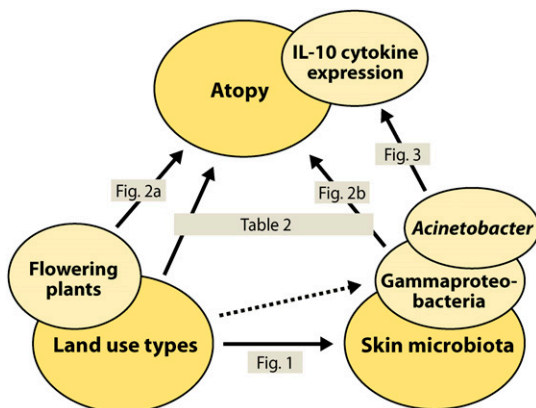 IL-10 cytokine
expression
Atopy
Fig. 3
Fig. 2a
Fig. 2b
Table 2
Acinetobacter
Flowering
plants
Gammaproteo-
bacteria
Land use types
Skin microbiota
Fig. 1